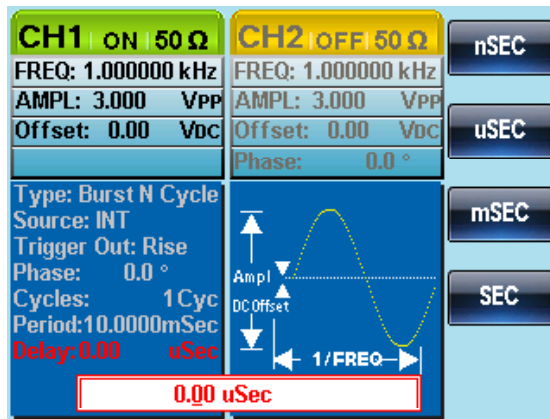 CH1 ON 50 Ω
FREQ: 1.000000 kHz
AMPL: 3.000 VPP
Offset: 0.00 VDC
CH2 OFF 50 Ω
FREQ: 1.000000 kHz
AMPL: 3.000 VPP
Offset: 0.00 VDC
Phase: 0.0 °
Type: Burst N Cycle
Source: INT
Trigger Out: Rise
Phase: 0.0 °
Cycles: 1 Cyc
Period:10.0000mSec
Delay:0.00 uSec
Ampl
DC Offset
1/FREQ
0.00 uSec
nSEC
uSEC
mSEC
SEC